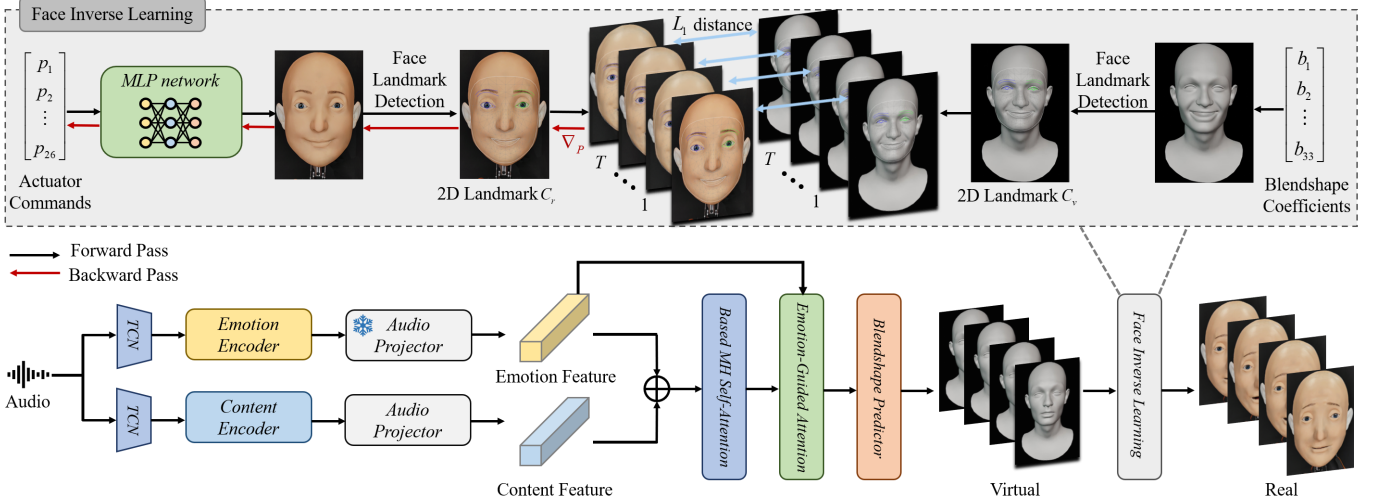 Face Inverse Learning
p1
p2
⋮
p26
Actuator
Commands
MLP network
Face
Landmark
Detection
2D Landmark Cr
∇P
L1 distance
T
1
T
1
2D Landmark Cv
Face
Landmark
Detection
b1
b2
⋮
b33
Blendshape
Coefficients
Forward Pass
Backward Pass
Audio
TCN
Emotion
Encoder
Audio
Projector
Emotion Feature
TCN
Content
Encoder
Audio
Projector
Content Feature
Based MH Self-Attention
Emotion-Guided Attention
Blendshape Predictor
Virtual
Face Inverse Learning
Real